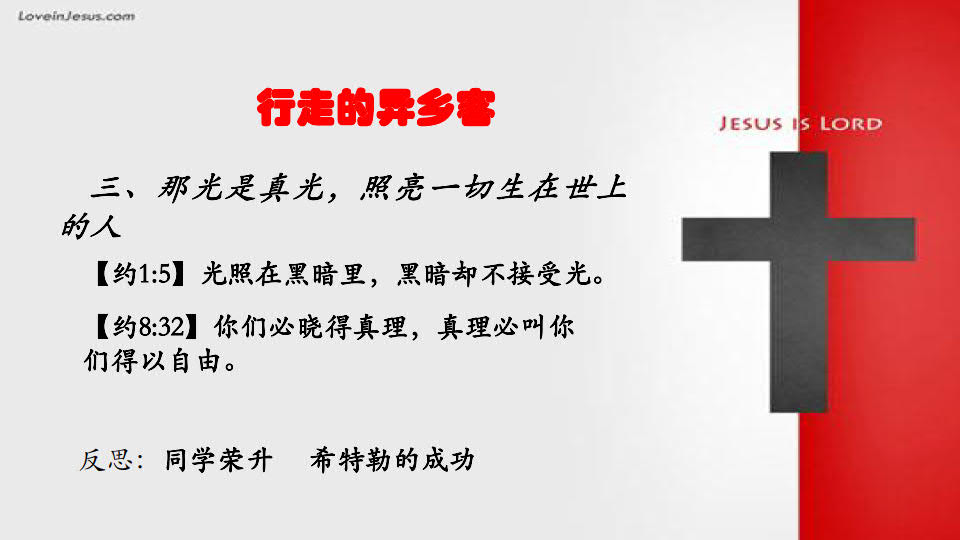 LoveinJesus.com
行走的异乡客
JESUS IS LORD
三、那光是真光，照亮一切生在世上
的人
【约1:5】光照在黑暗里，黑暗却不接受光。
【约8:32】你们必晓得真理，真理必叫你
们得以自由。
反思：同学荣升 希特勒的成功